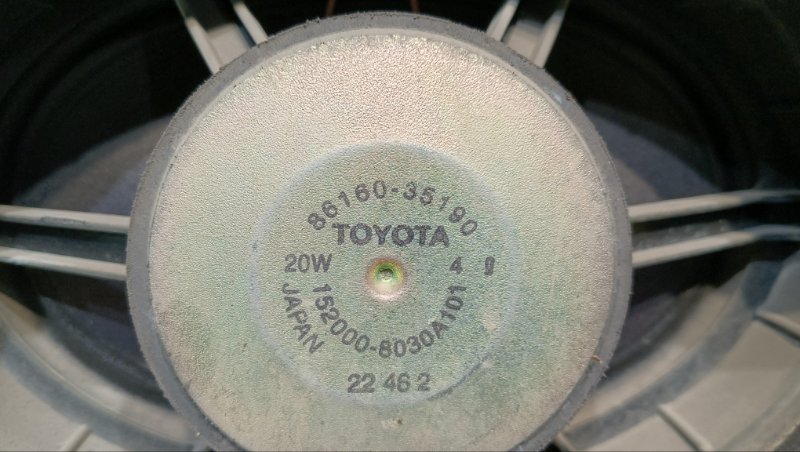 86160-35190
TOYOTA
20W 4 Ω
152000-8030A101
JAPAN
22 46 2